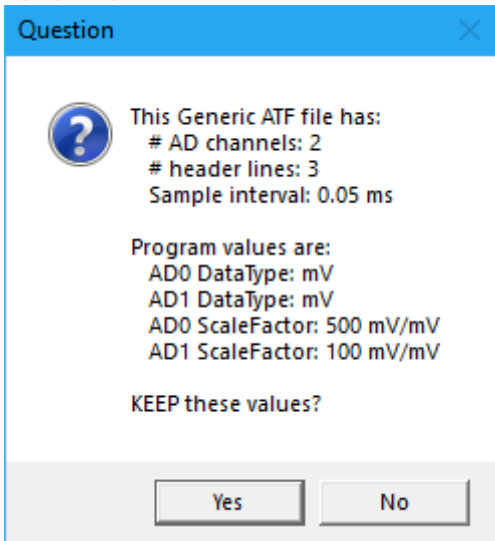 Question
This Generic ATF file has:
# AD channels: 2
# header lines: 3
Sample interval: 0.05 ms
Program values are:
AD0 DataType: mV
AD1 DataType: mV
AD0 ScaleFactor: 500 mV/mV
AD1 ScaleFactor: 100 mV/mV
KEEP these values?
Yes No